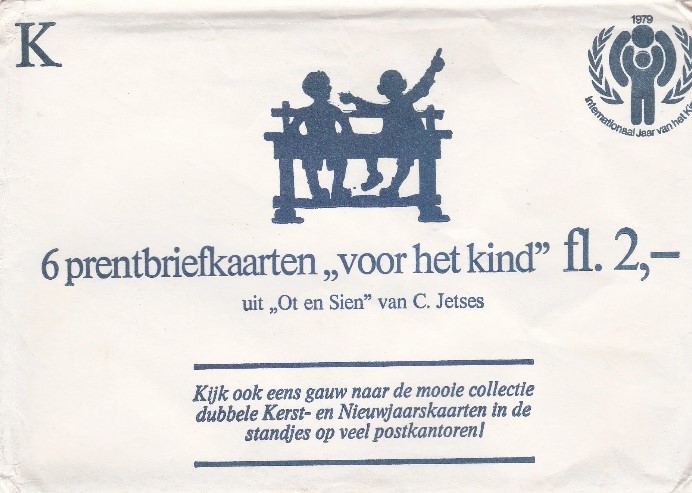 K
1979
Internationaal Jaar van het
6 prentbriefkaarten „voor het kind” fl. 2,–
uit „Ot en Sien” van C. Jetses
Kijk ook eens gauw naar de mooie collectie
dubbele Kerst- en Nieuwjaarskaarten in de
standjes op veel postkantoren!